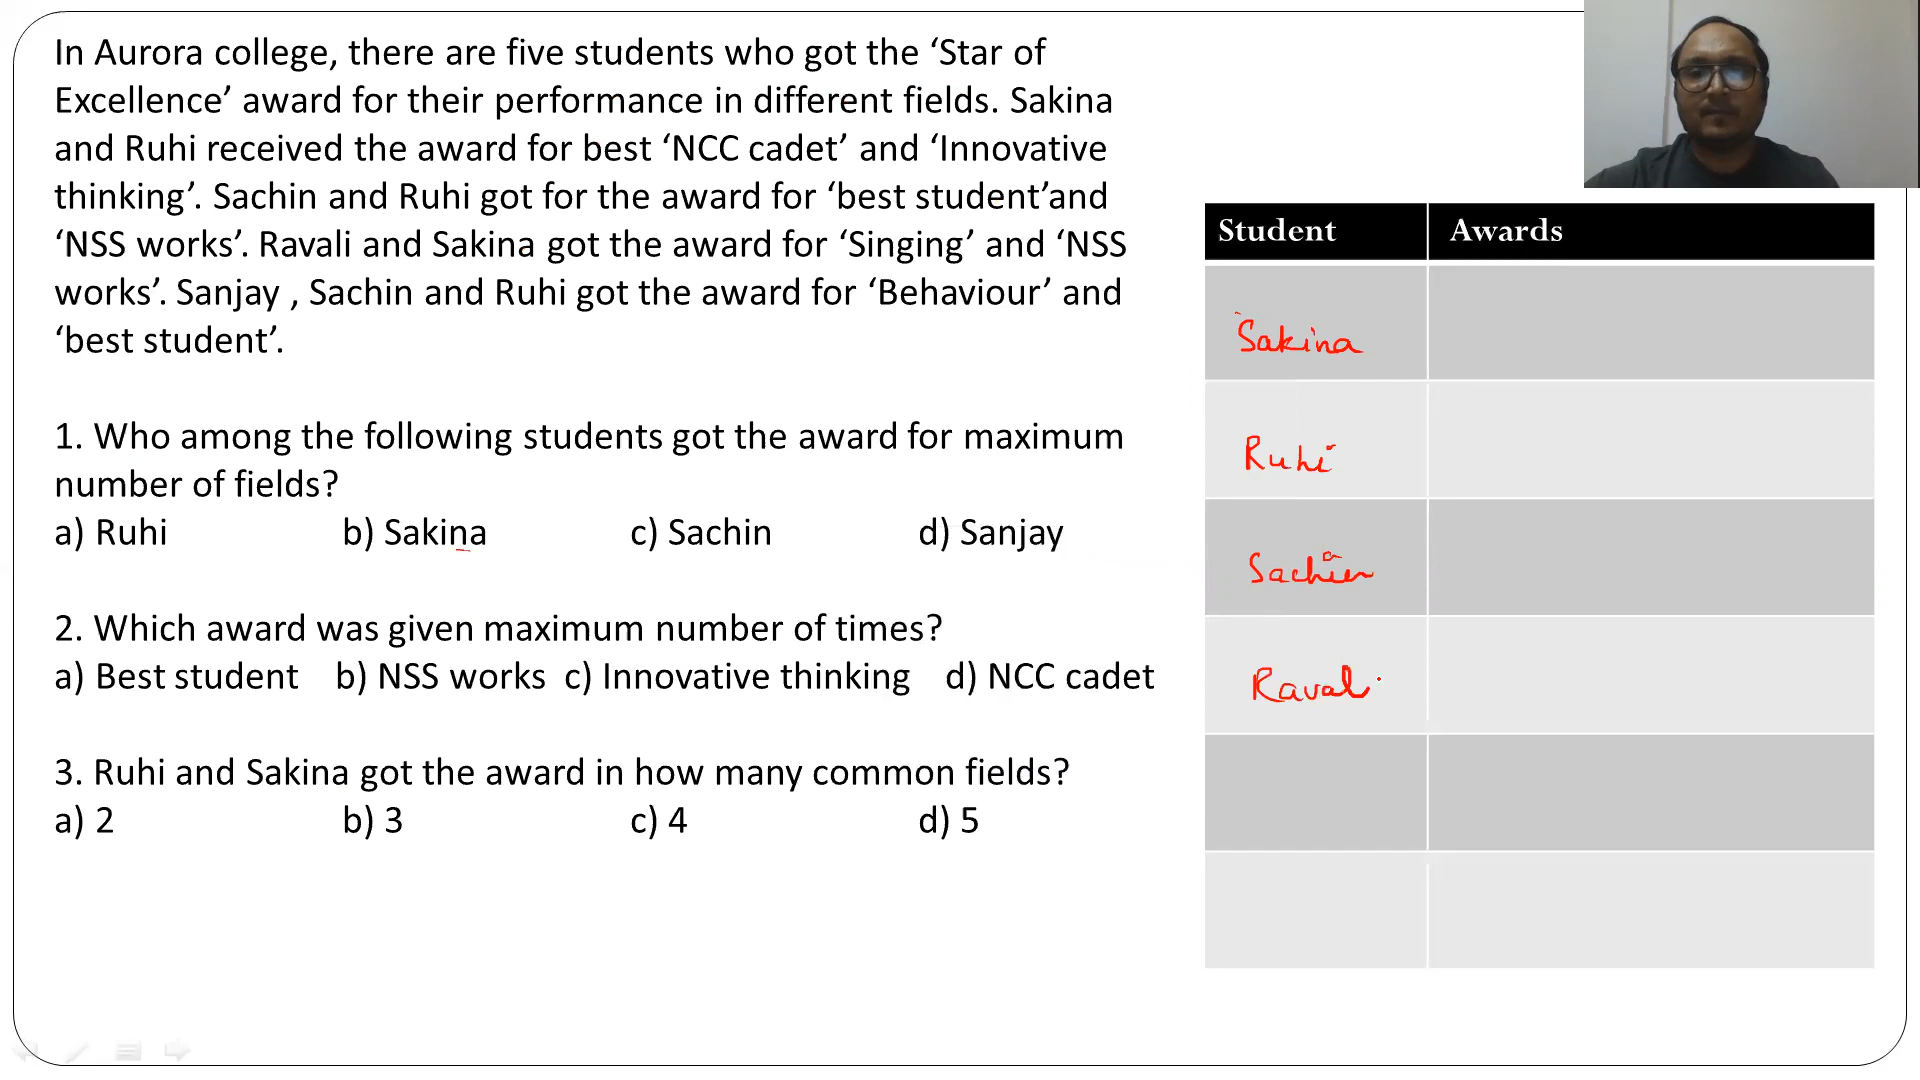 In Aurora college, there are five students who got the ‘Star of
Excellence’ award for their performance in different fields. Sakina
and Ruhi received the award for best ‘NCC cadet’ and ‘Innovative
thinking’. Sachin and Ruhi got for the award for ‘best student’and
‘NSS works’. Ravali and Sakina got the award for ‘Singing’ and ‘NSS
works’. Sanjay , Sachin and Ruhi got the award for ‘Behaviour’ and
‘best student’.
1. Who among the following students got the award for maximum
number of fields?
a) Ruhi b) Sakina c) Sachin d) Sanjay
2. Which award was given maximum number of times?
a) Best student b) NSS works c) Innovative thinking d) NCC cadet
3. Ruhi and Sakina got the award in how many common fields?
a) 2 b) 3 c) 4 d) 5
Student Awards
Sakina
Ruhi
Sachin
Ravali